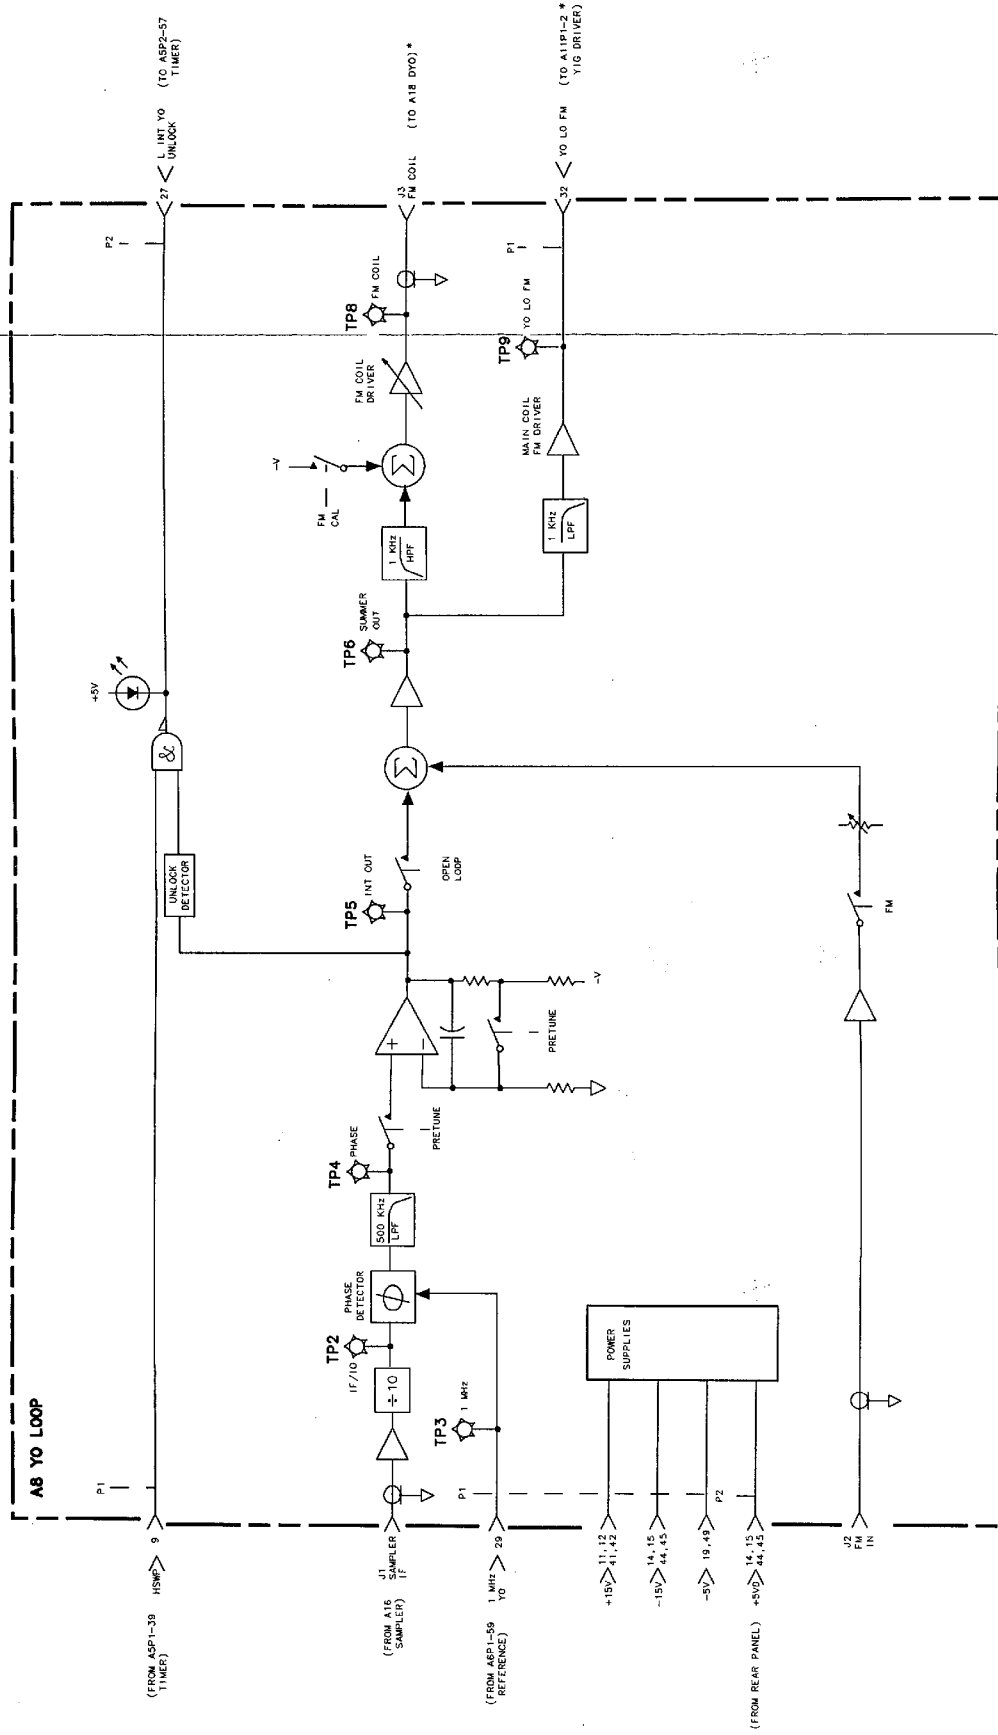 A8 YO LOOP
(FROM A5P1-39
TIMER)
HSWP
9
P1
UNLOCK
DETECTOR
&
+5V
P2
27
L INT YO
UNLOCK
(TO A5P2-57
TIMER)
(FROM A16
SAMPLER)
J1
SAMPLER
IF
÷10
TP2
IF/10
PHASE
DETECTOR
500 KHz
LPF
TP4 PHASE
PRETUNE
+
−
PRETUNE
-V
TP5 INT OUT
OPEN
LOOP
Σ
TP6
SUMMER
OUT
1 KHz
HPF
FM
CAL
-V
Σ
FM COIL
DRIVER
TP8
FM COIL
J3
FM COIL
(TO A18 DYO)*
(FROM A6P1-59
REFERENCE)
1 MHz
YO
29
P1
TP3 1 MHz
1 KHz
LPF
MAIN COIL
FM DRIVER
TP9
YO LO FM
P1
32
YO LO FM
(TO A11P1-2 *
YIG DRIVER)
+15V
11,12
41,42
-15V
14,15
44,45
-5V
19,49
(FROM REAR PANEL)
+5VD
14,15
44,45
P2
POWER
SUPPLIES
J2
FM
IN
FM